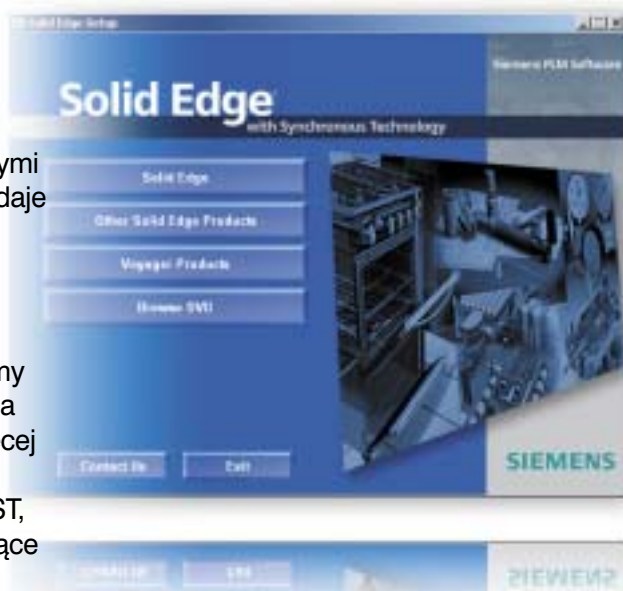 Solid Edge Setup
Siemens PLM Software
Solid Edge
with Synchronous Technology
ymi
daje
my
a
cej
ST,
ące
Solid Edge
Other Solid Edge Products
Voyager Products
Browse DVD
Contact Us
Exit
SIEMENS